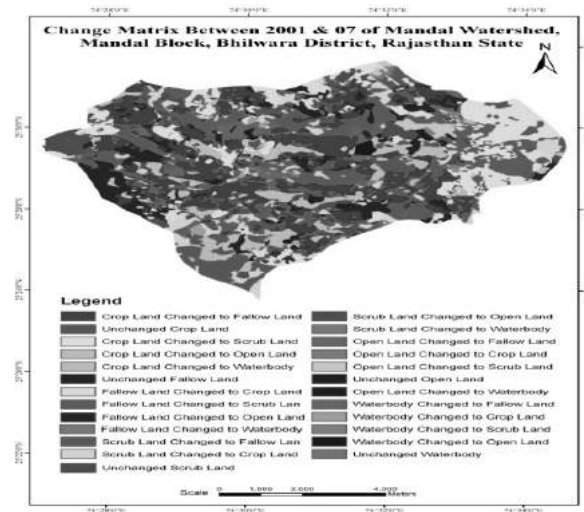 Change Matrix Between 2001 & 07 of Mandal Watershed,
Mandal Block, Bhilwara District, Rajasthan State
N
Legend
Crop Land Changed to Fallow Land
Unchanged Crop Land
Crop Land Changed to Scrub Land
Crop Land Changed to Open Land
Crop Land Changed to Waterbody
Unchanged Fallow Land
Fallow Land Changed to Crop Land
Fallow Land Changed to Scrub Lan
Fallow Land Changed to Open Land
Fallow Land Changed to Waterbody
Scrub Land Changed to Fallow Lan
Scrub Land Changed to Crop Land
Unchanged Scrub Land
Scrub Land Changed to Open Land
Scrub Land Changed to Waterbody
Open Land Changed to Fallow Land
Open Land Changed to Crop Land
Open Land Changed to Scrub Land
Unchanged Open Land
Open Land Changed to Waterbody
Waterbody Changed to Fallow Land
Waterbody Changed to Crop Land
Waterbody Changed to Scrub Land
Waterbody Changed to Open Land
Unchanged Waterbody
Scale
Meters